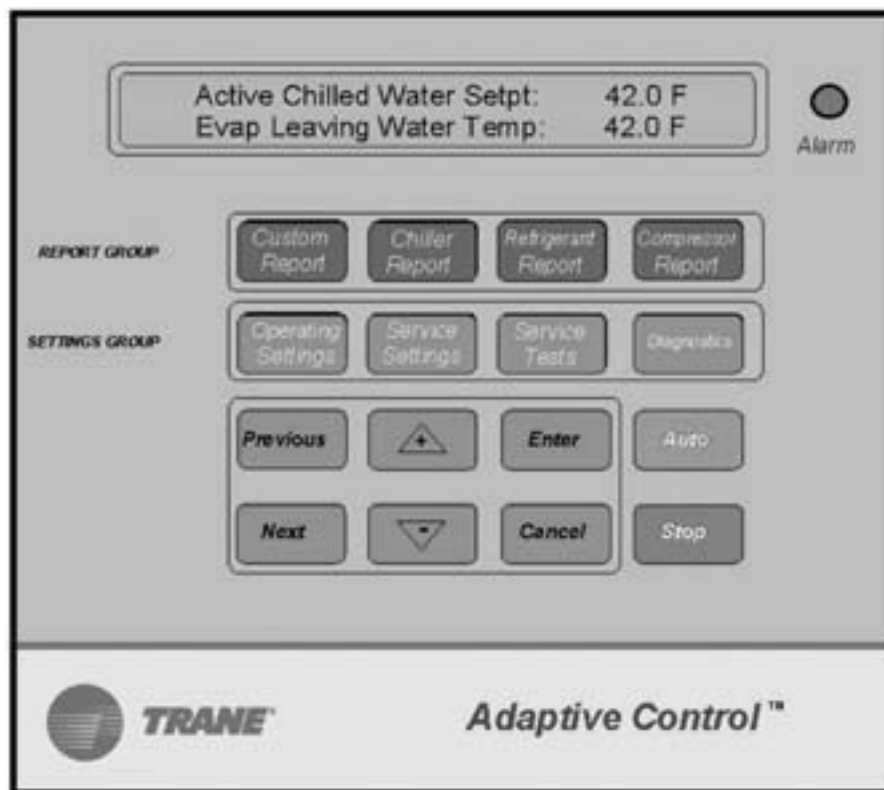 Active Chilled Water Setpt: 42.0 F
Evap Leaving Water Temp: 42.0 F
Alarm
REPORT GROUP
Custom Report
Chiller Report
Refrigerant Report
Compressor Report
SETTINGS GROUP
Operating Settings
Service Settings
Service Tests
Diagnostics
Previous
+
Enter
Auto
Next
-
Cancel
Stop
TRANE
Adaptive Control™